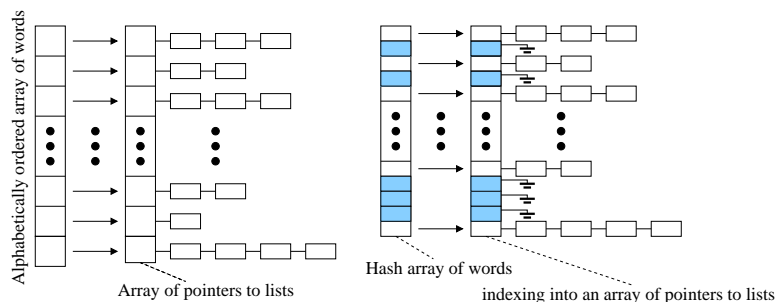 Alphabetically ordered array of words
Array of pointers to lists
Hash array of words
indexing into an array of pointers to lists